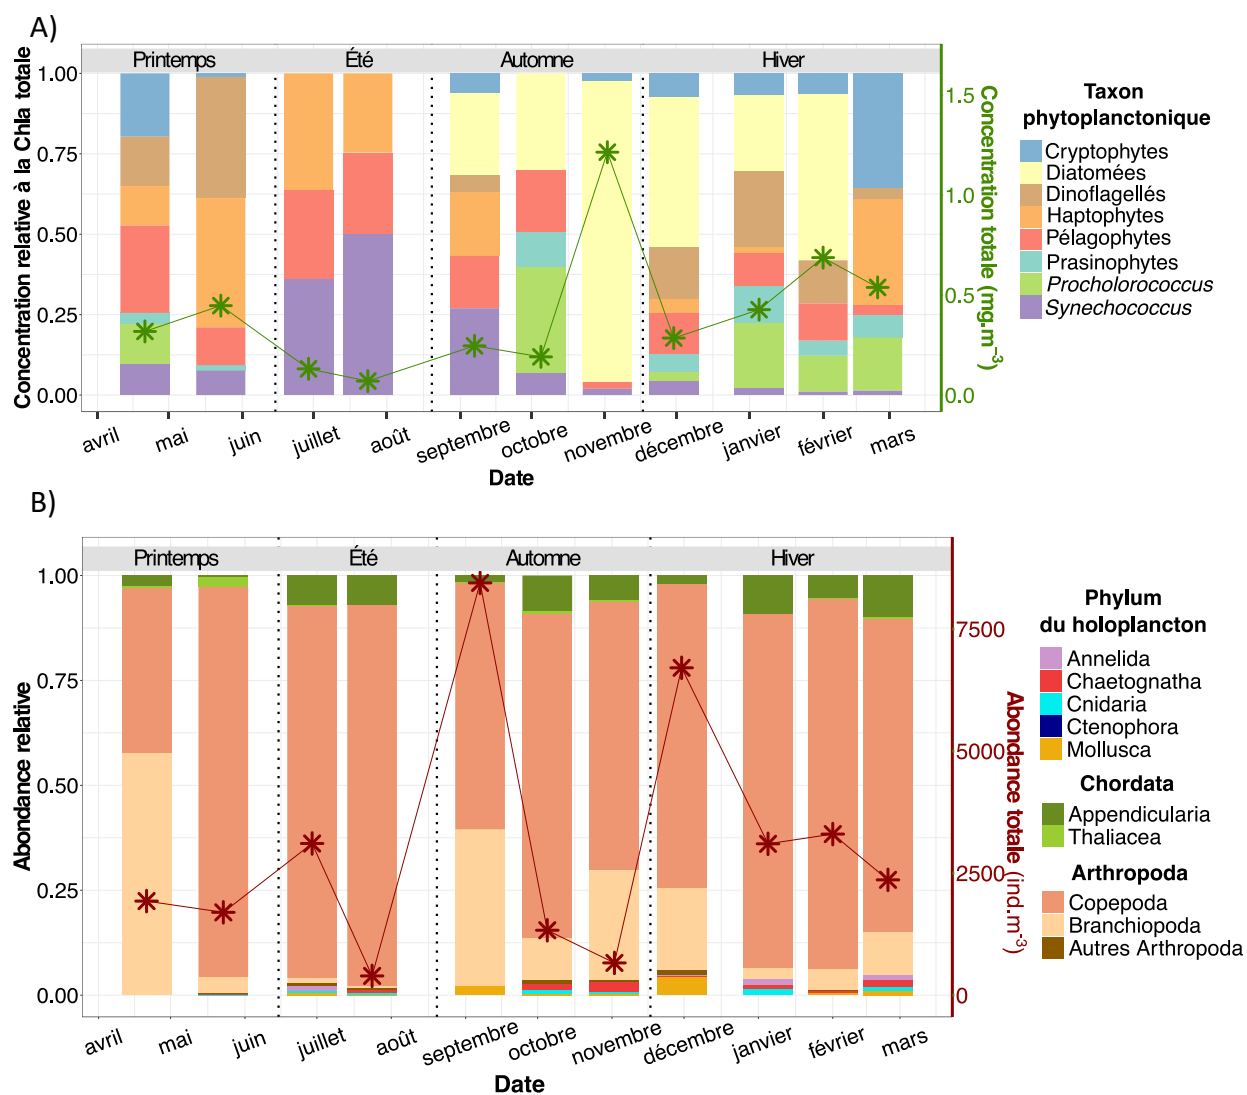 A)
Printemps
Été
Automne
Hiver
1.00
0.75
0.50
0.25
0.00
Concentration relative à la Chla totale
1.5
1.0
0.5
0.0
Concentration totale (mg.m⁻³)
avril
mai
juin
juillet
août
septembre
octobre
novembre
décembre
janvier
février
mars
Date
Taxon
phytoplanctonique
Cryptophytes
Diatomées
Dinoflagellés
Haptophytes
Pélagophytes
Prasinophytes
Procholorococcus
Synechococcus
B)
Printemps
Été
Automne
Hiver
1.00
0.75
0.50
0.25
0.00
Abondance relative
7500
5000
2500
0
Abondance totale (ind.m⁻³)
avril
mai
juin
juillet
août
septembre
octobre
novembre
décembre
janvier
février
mars
Date
Phylum
du holoplancton
Annelida
Chaetognatha
Cnidaria
Ctenophora
Mollusca
Chordata
Appendicularia
Thaliacea
Arthropoda
Copepoda
Branchiopoda
Autres Arthropoda